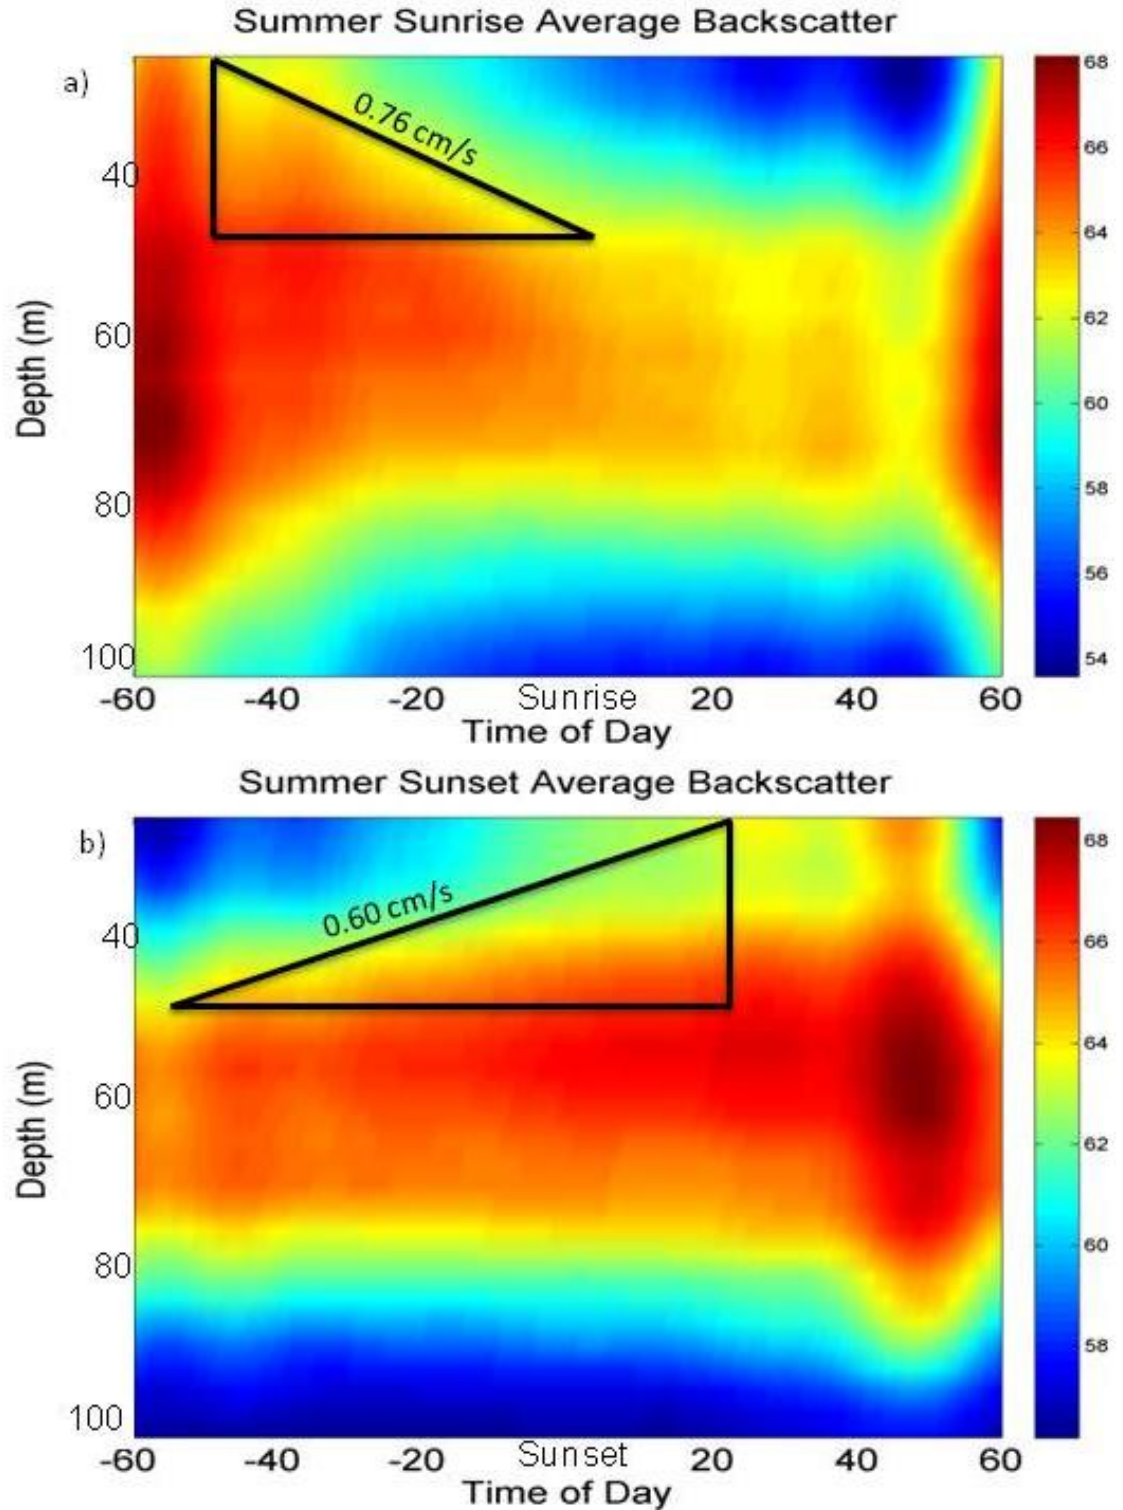 Summer Sunrise Average Backscatter
a)
0.76 cm/s
Depth (m)
40
60
80
100
-60 -40 -20 Sunrise 20 40 60
Time of Day
68
66
64
62
60
58
56
54
Summer Sunset Average Backscatter
b)
0.60 cm/s
Depth (m)
40
60
80
100
-60 -40 -20 Sunset 20 40 60
Time of Day
68
66
64
62
60
58